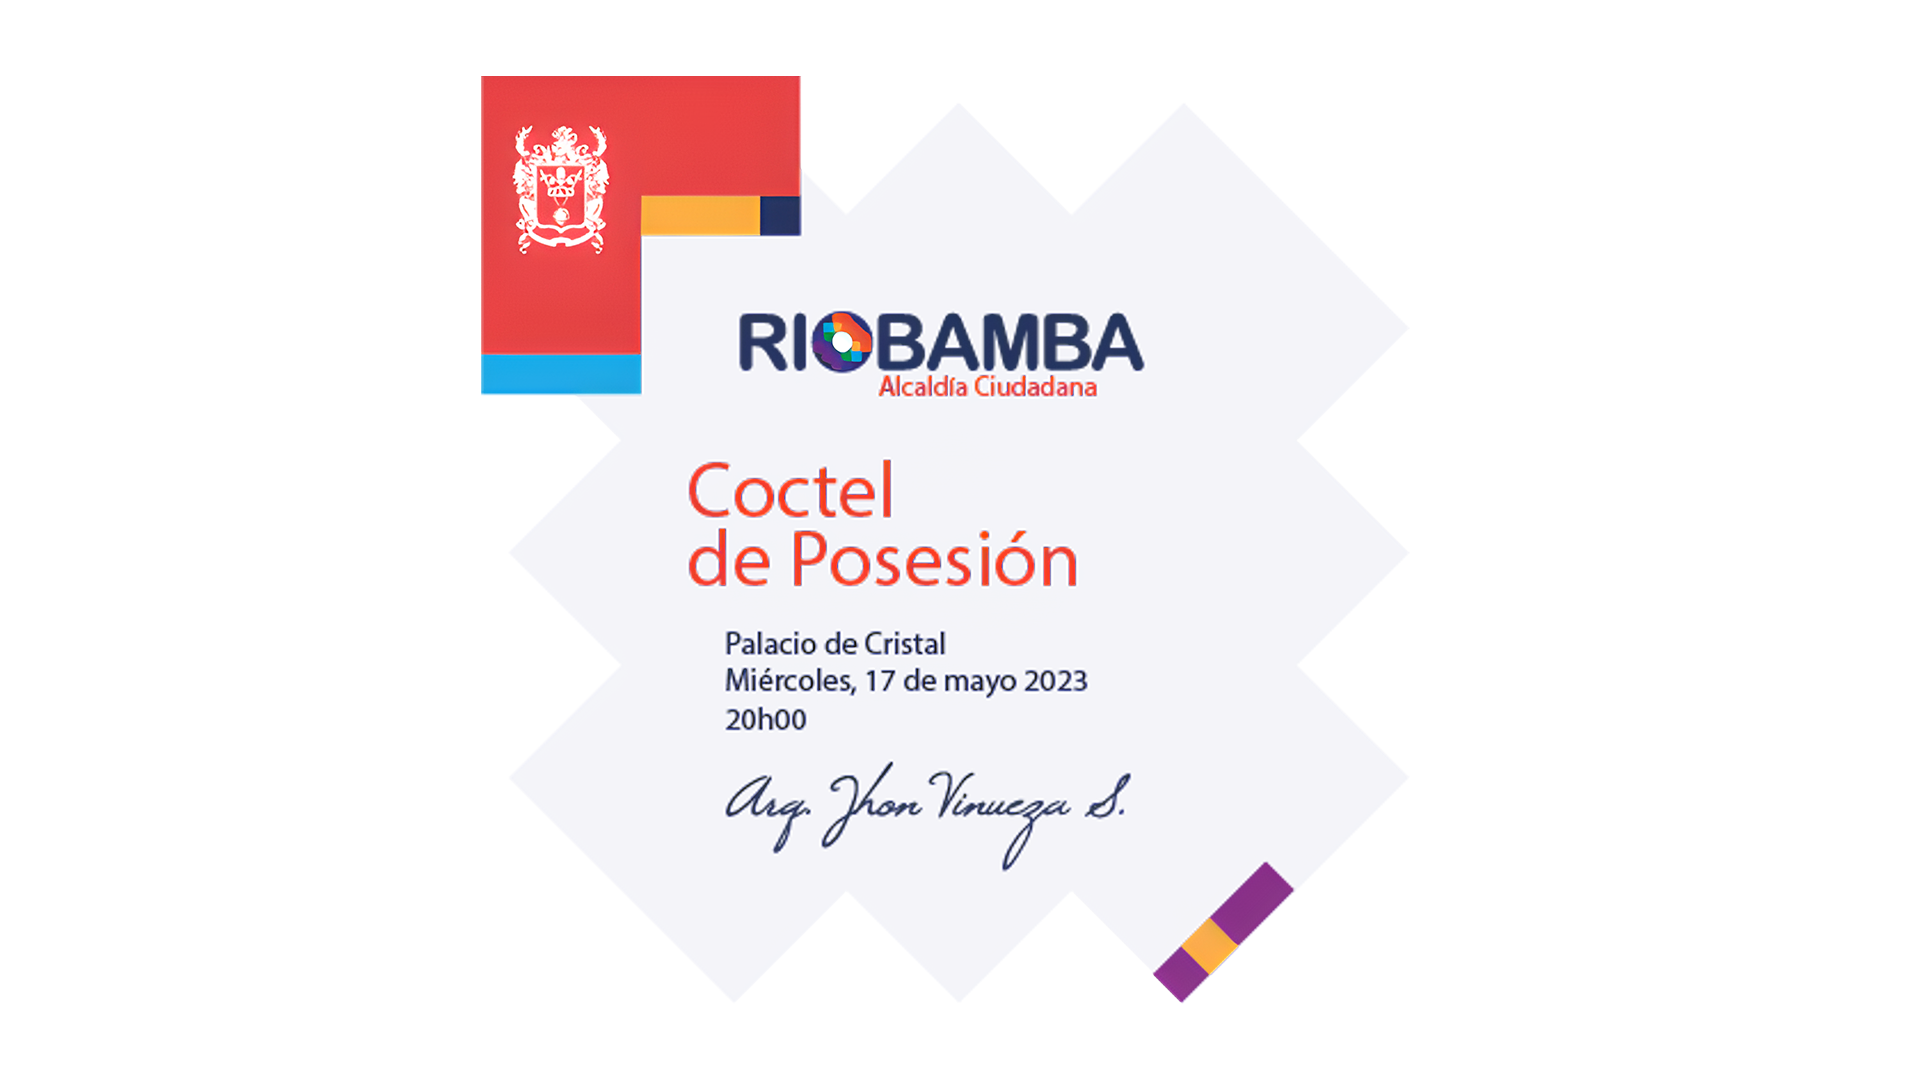 RIOBAMBA
Alcaldía Ciudadana
Coctel
de Posesión
Palacio de Cristal
Miércoles, 17 de mayo 2023
20h00
Arq. Jhon Vinueza S.